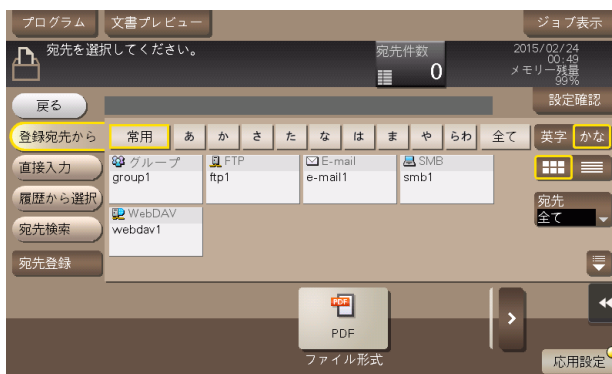 プログラム
文書プレビュー
ジョブ表示
宛先を選択してください。
宛先件数
0
2015/02/24
00:49
メモリー残量
99%
戻る
設定確認
登録宛先から
常用
あ
か
さ
た
な
は
ま
や
らわ
全て
英字
かな
直接入力
グループ
group1
FTP
ftp1
E-mail
e-mail1
SMB
smb1
履歴から選択
宛先
全て
WebDAV
webdav1
宛先検索
宛先登録
PDF
PDF
ファイル形式
応用設定